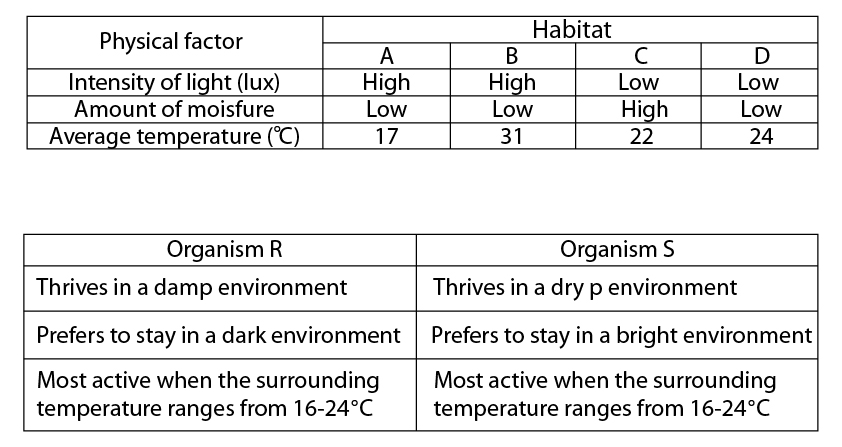 Physical factor Habitat
A B C D
Intensity of light (lux) High High Low Low
Amount of moisfure Low Low High Low
Average temperature (℃) 17 31 22 24
Organism R Organism S
Thrives in a damp environment Thrives in a dry p environment
Prefers to stay in a dark environment Prefers to stay in a bright environment
Most active when the surrounding Most active when the surrounding
temperature ranges from 16-24°C temperature ranges from 16-24°C